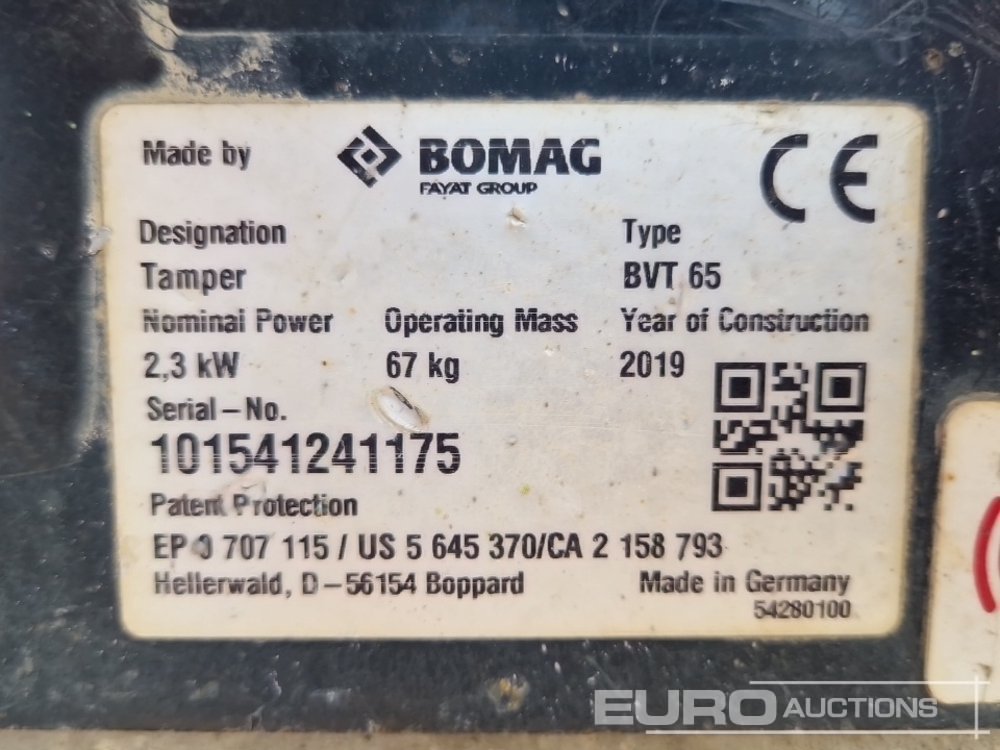 Made by BOMAG CE
FAYAT GROUP
Designation Type
Tamper BVT 65
Nominal Power Operating Mass Year of Construction
2,3 kW 67 kg 2019
Serial – No.
101541241175
Patent Protection
EP 0 707 115 / US 5 645 370/CA 2 158 793
Hellerwald, D – 56154 Boppard Made in Germany
54280100
EURO AUCTIONS